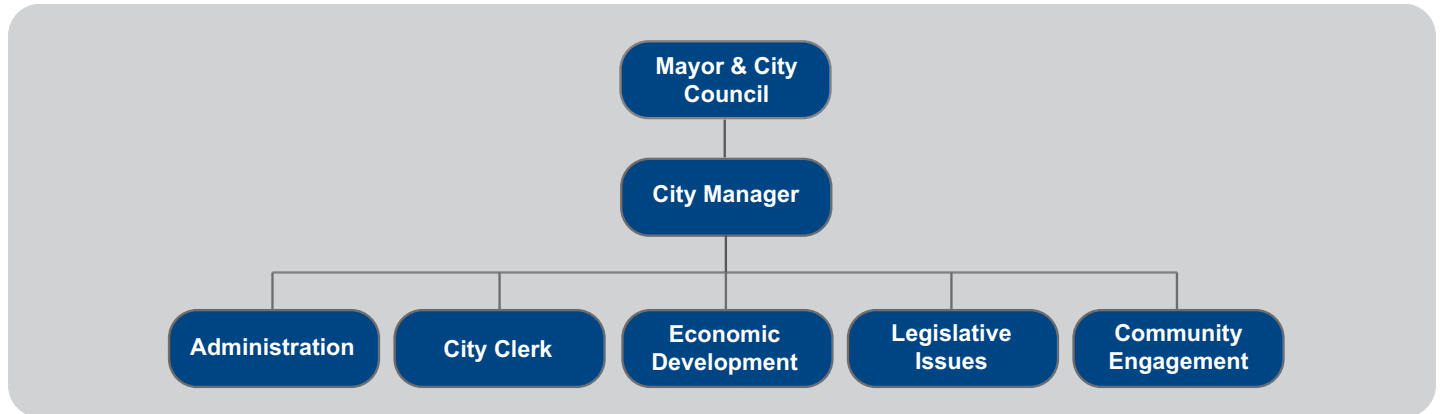 Mayor & City
Council
City Manager
Administration
City Clerk
Economic
Development
Legislative
Issues
Community
Engagement